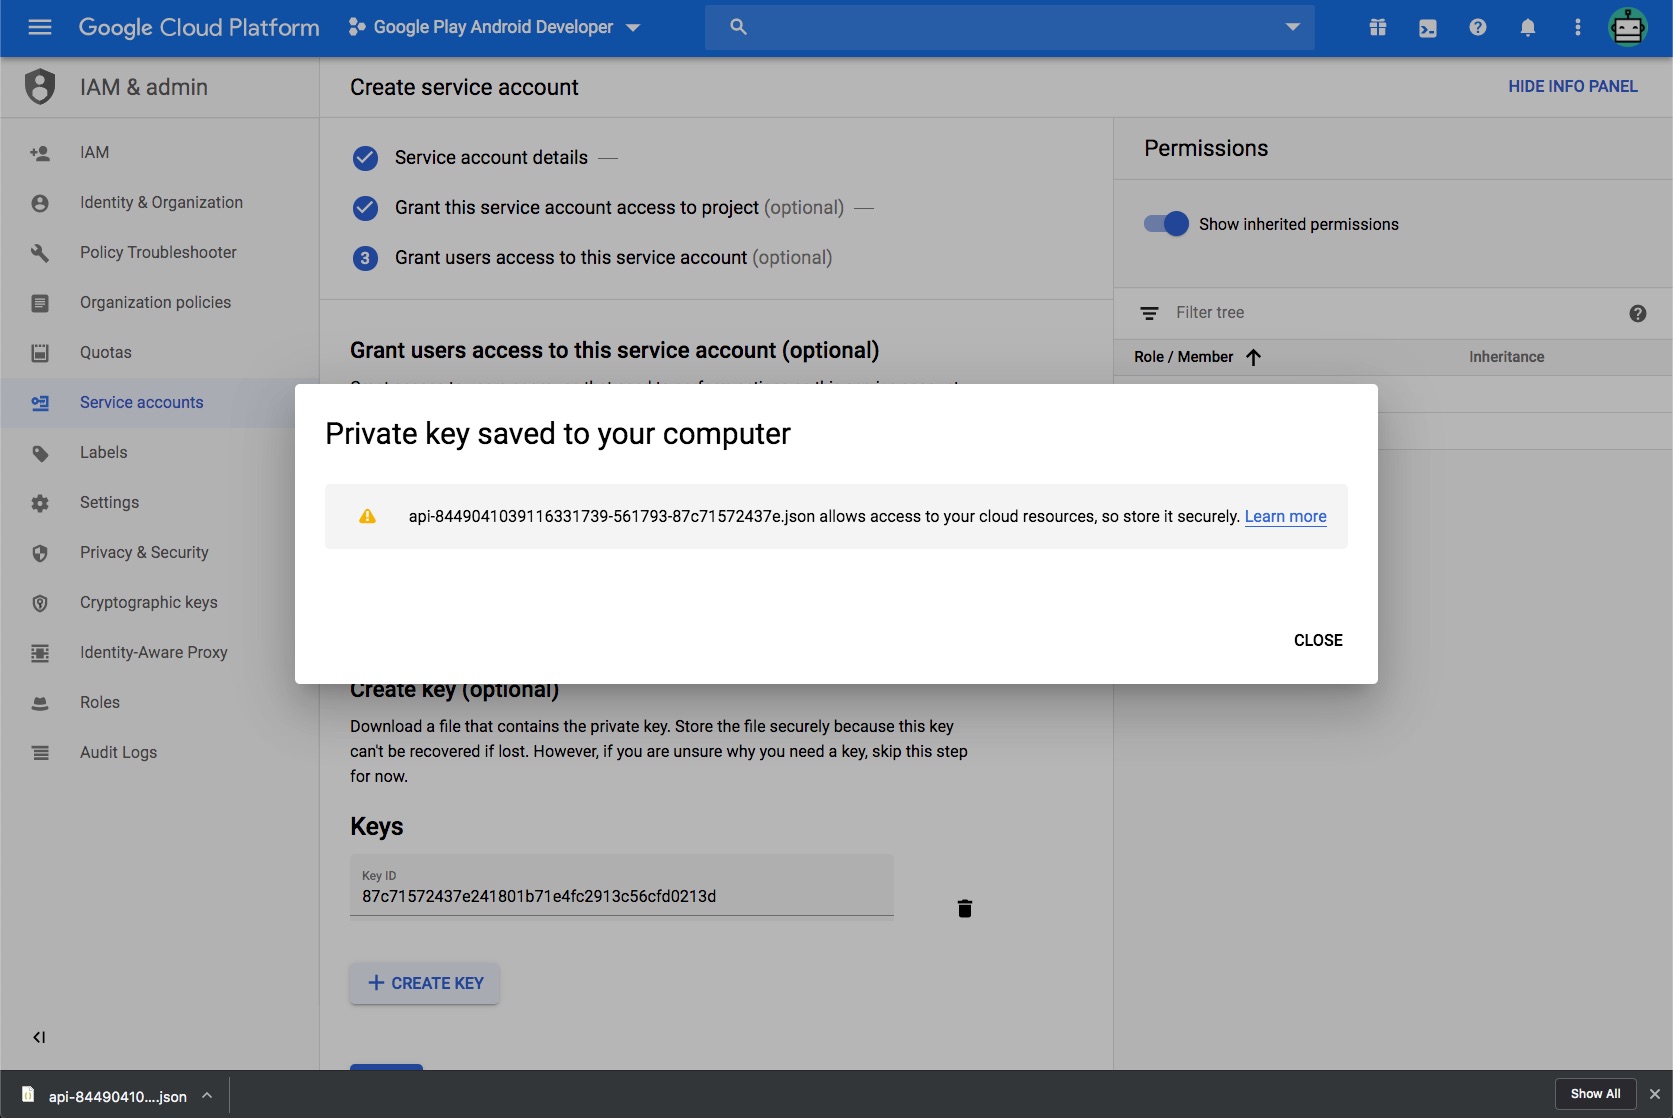 Google Cloud Platform
Google Play Android Developer
IAM & admin
Create service account
HIDE INFO PANEL
IAM
Identity & Organization
Policy Troubleshooter
Organization policies
Quotas
Service accounts
Labels
Settings
Privacy & Security
Cryptographic keys
Identity-Aware Proxy
Roles
Audit Logs
Service account details
Grant this service account access to project (optional)
3 Grant users access to this service account (optional)
Grant users access to this service account (optional)
Permissions
Show inherited permissions
Filter tree
Role / Member
Inheritance
Private key saved to your computer
api-8449041039116331739-561793-87c71572437e.json allows access to your cloud resources, so store it securely. Learn more
CLOSE
Create key (optional)
Download a file that contains the private key. Store the file securely because this key
can't be recovered if lost. However, if you are unsure why you need a key, skip this step
for now.
Keys
Key ID
87c71572437e241801b71e4fc2913c56cfd0213d
CREATE KEY
api-84490410....json
Show All